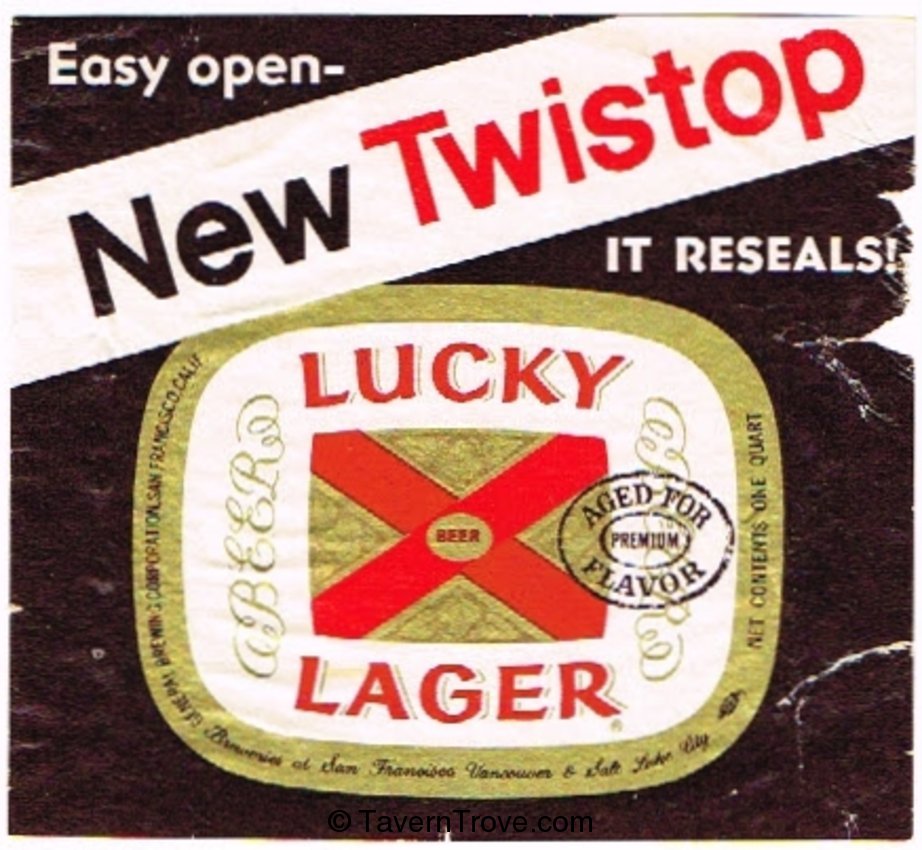 Easy open-
New Twistop
IT RESEALS!
LUCKY
BEER
BEER
BEER
AGED FOR
PREMIUM
FLAVOR
LAGER
GENERAL BREWING CORPORATION, SAN FRANCISCO, CALIF.
NET CONTENTS ONE QUART
Breweries at San Francisco Vancouver & Salt Lake City
© TavernTrove.com